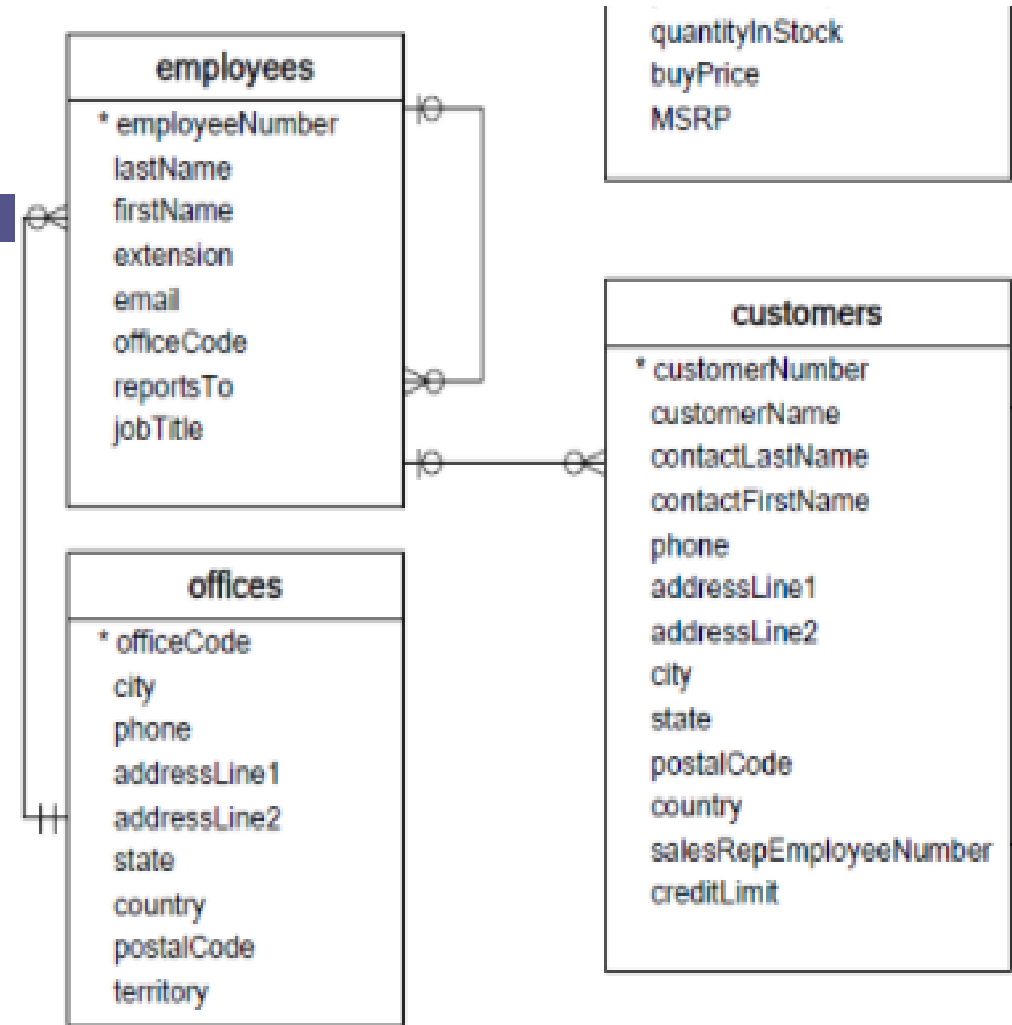 employees
* employeeNumber
lastName
firstName
extension
email
officeCode
reportsTo
jobTitle
offices
* officeCode
city
phone
addressLine1
addressLine2
state
country
postalCode
territory
quantityInStock
buyPrice
MSRP
customers
* customerNumber
customerName
contactLastName
contactFirstName
phone
addressLine1
addressLine2
city
state
postalCode
country
salesRepEmployeeNumber
creditLimit